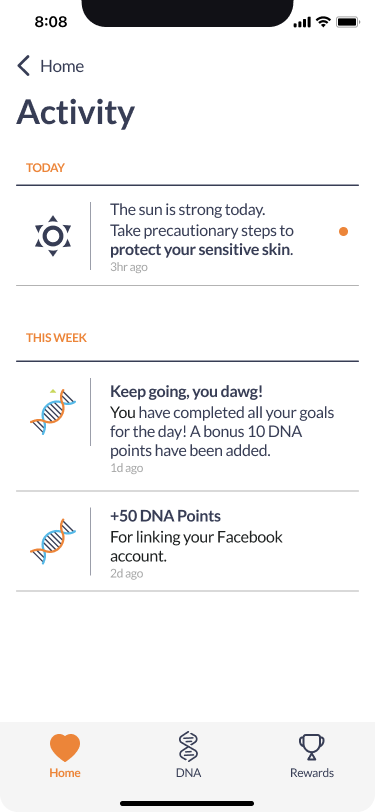 8:08
Home
Activity
TODAY
The sun is strong today.
Take precautionary steps to
protect your sensitive skin.
3hr ago
THIS WEEK
Keep going, you dawg!
You have completed all your goals
for the day! A bonus 10 DNA
points have been added.
1d ago
+50 DNA Points
For linking your Facebook
account.
2d ago
Home
DNA
Rewards